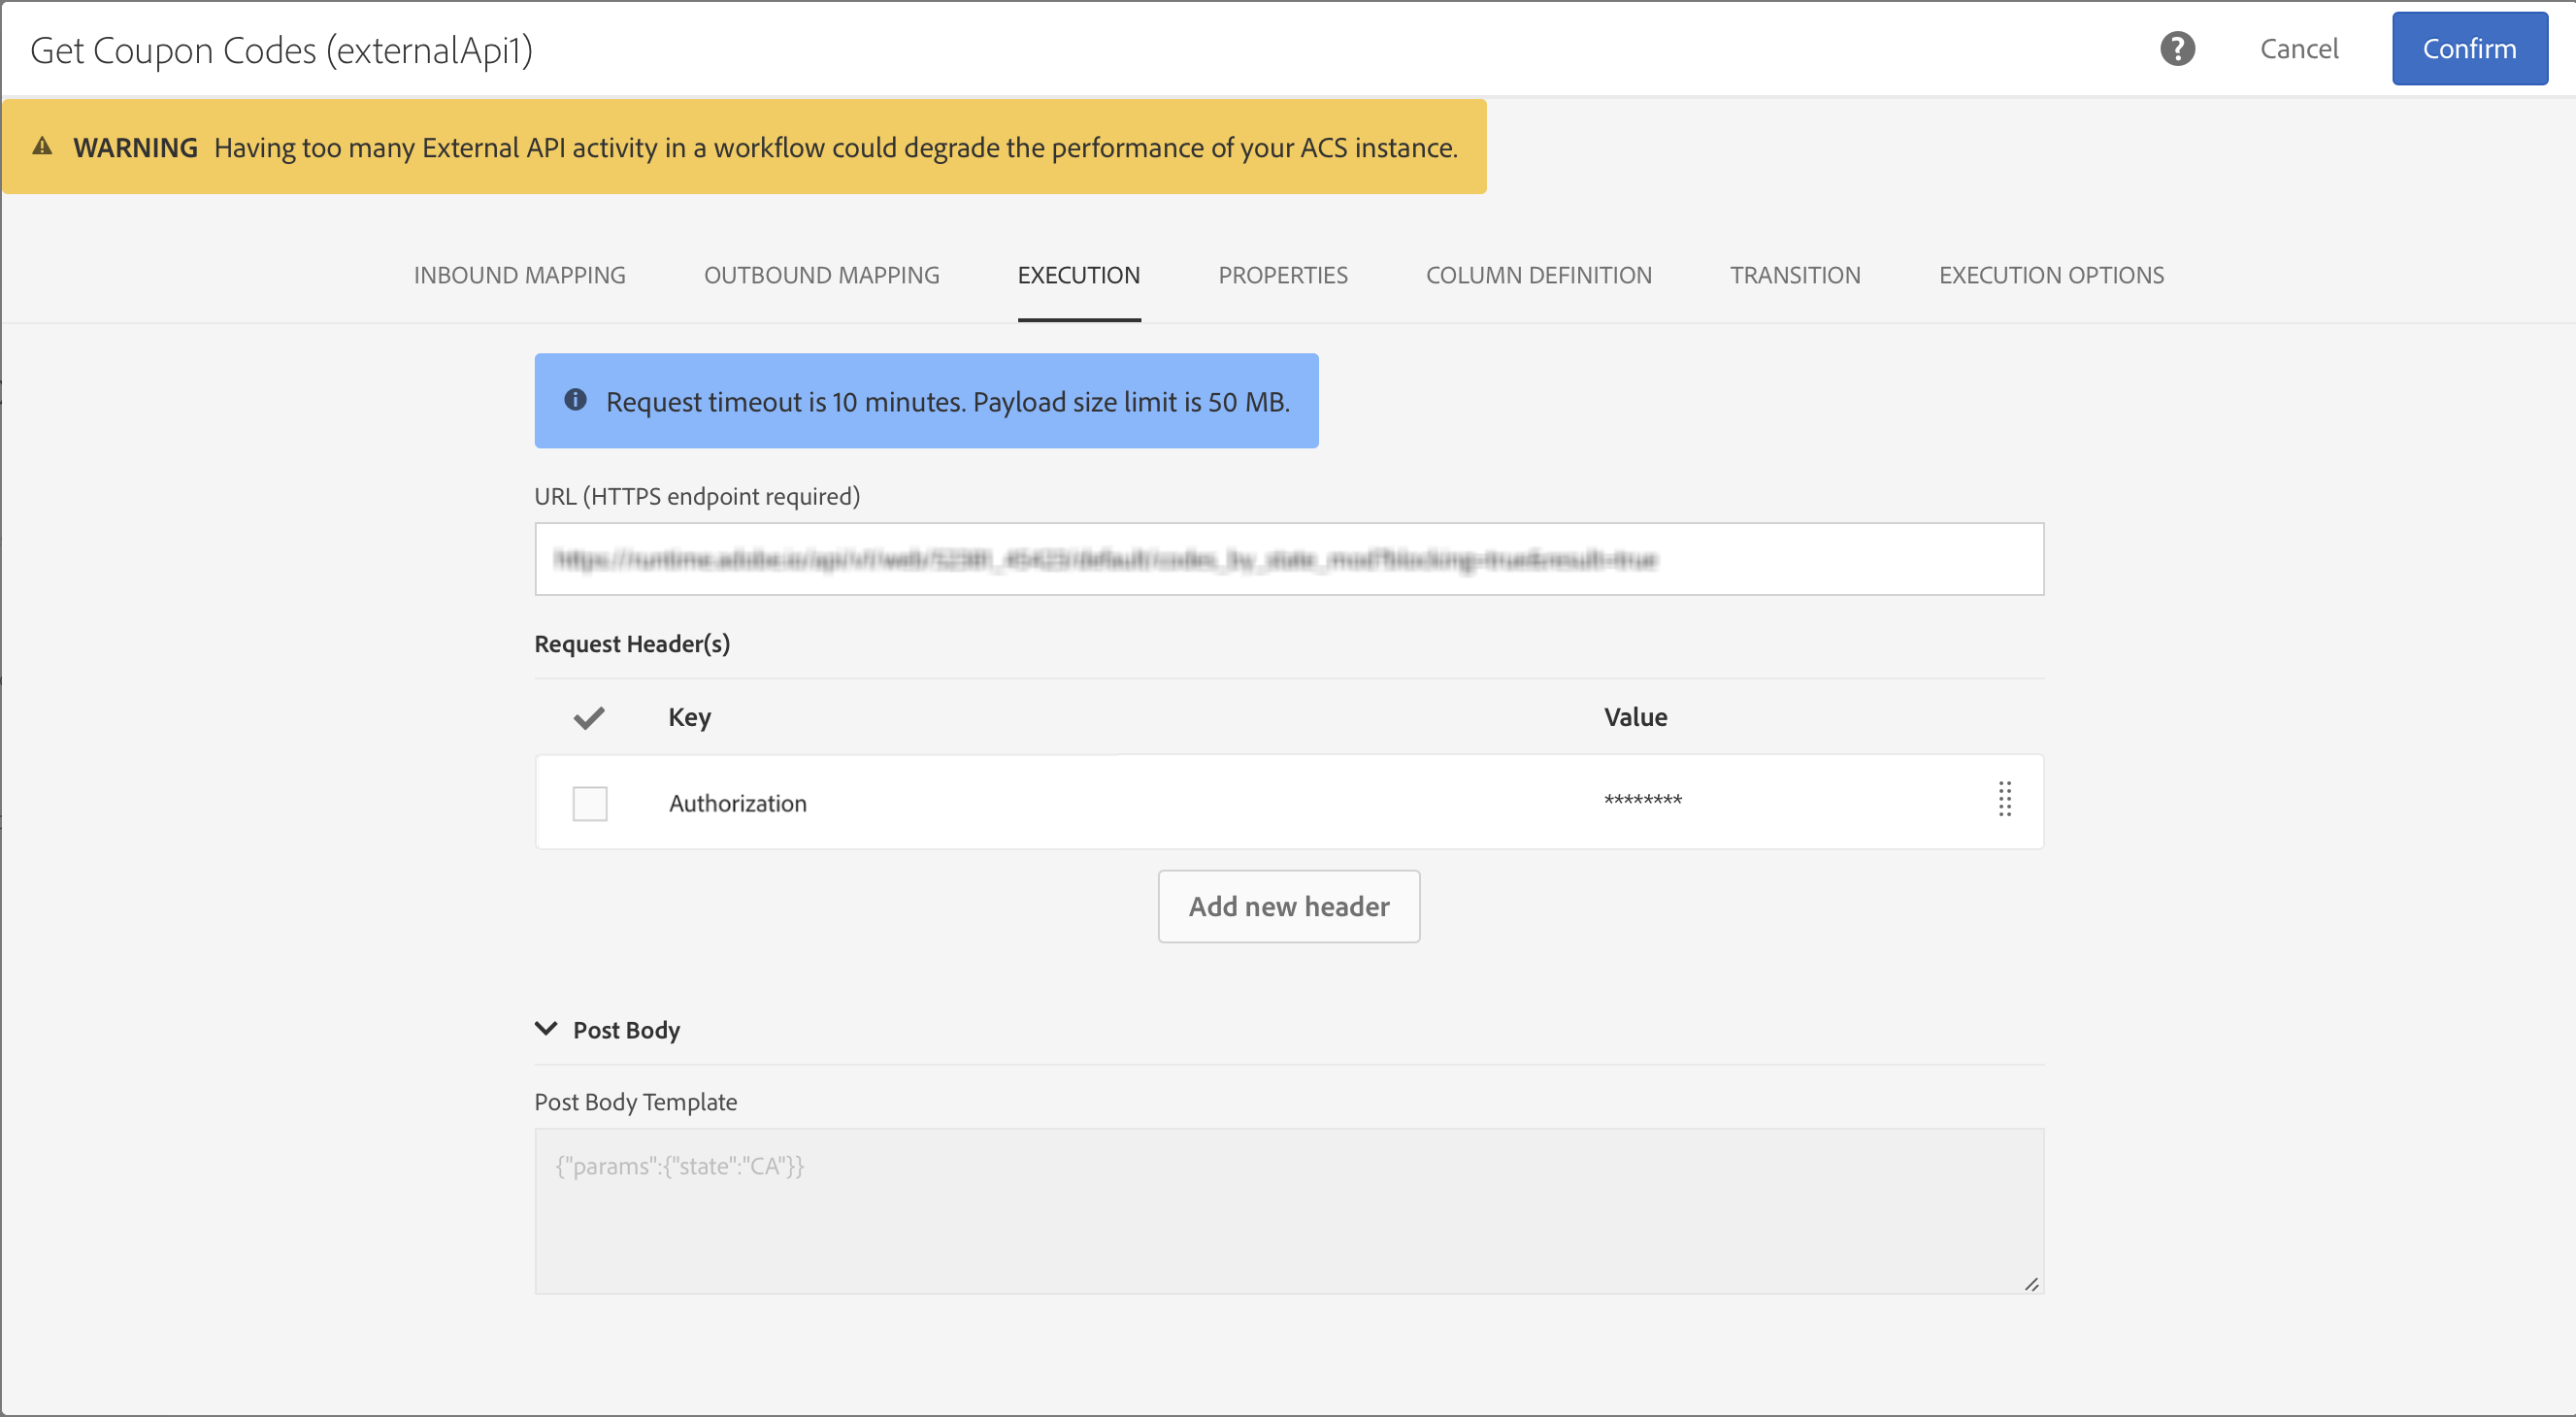 Get Coupon Codes (externalApi1)
Cancel
Confirm
WARNING Having too many External API activity in a workflow could degrade the performance of your ACS instance.
INBOUND MAPPING OUTBOUND MAPPING EXECUTION PROPERTIES COLUMN DEFINITION TRANSITION EXECUTION OPTIONS
Request timeout is 10 minutes. Payload size limit is 50 MB.
URL (HTTPS endpoint required)
Request Header(s)
Key Value
Authorization ********
Add new header
Post Body
Post Body Template
{"params":{"state":"CA"}}